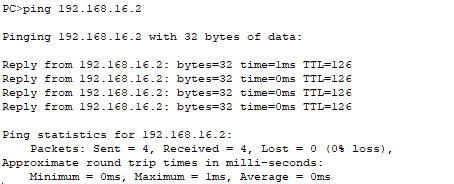 PC>ping 192.168.16.2
Pinging 192.168.16.2 with 32 bytes of data:
Reply from 192.168.16.2: bytes=32 time=1ms TTL=126
Reply from 192.168.16.2: bytes=32 time=0ms TTL=126
Reply from 192.168.16.2: bytes=32 time=0ms TTL=126
Reply from 192.168.16.2: bytes=32 time=0ms TTL=126
Ping statistics for 192.168.16.2:
Packets: Sent = 4, Received = 4, Lost = 0 (0% loss),
Approximate round trip times in milli-seconds:
Minimum = 0ms, Maximum = 1ms, Average = 0ms